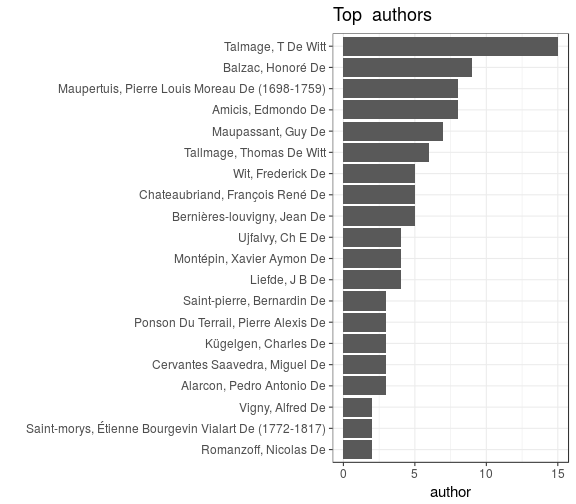 Top authors
Talmage, T De Witt
Balzac, Honoré De
Maupertuis, Pierre Louis Moreau De (1698-1759)
Amicis, Edmondo De
Maupassant, Guy De
Tallmage, Thomas De Witt
Wit, Frederick De
Chateaubriand, François René De
Bernières-louvigny, Jean De
Ujfalvy, Ch E De
Montépin, Xavier Aymon De
Liefde, J B De
Saint-pierre, Bernardin De
Ponson Du Terrail, Pierre Alexis De
Kügelgen, Charles De
Cervantes Saavedra, Miguel De
Alarcon, Pedro Antonio De
Vigny, Alfred De
Saint-morys, Étienne Bourgevin Vialart De (1772-1817)
Romanzoff, Nicolas De
0 5 10 15
author